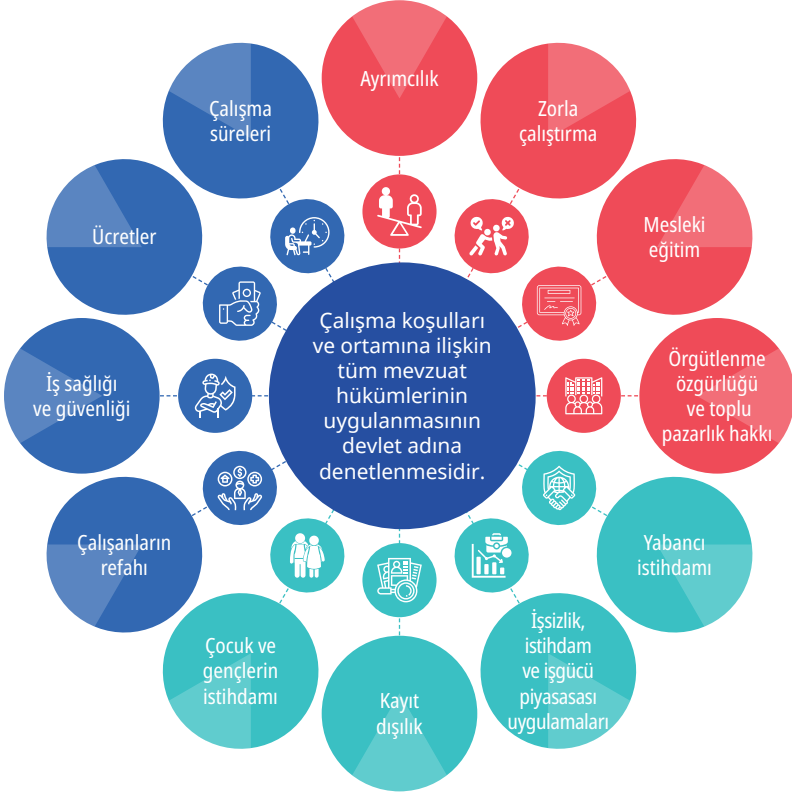 Ayrımcılık
Zorla
çalıştırma
Mesleki
eğitim
Örgütlenme
özgürlüğü
ve toplu
pazarlık hakkı
Yabancı
istihdamı
İşsizlik,
istihdam
ve işgücü
piyasasası
uygulamaları
Kayıt
dışılık
Çocuk ve
gençlerin
istihdamı
Çalışanların
refahı
İş sağlığı
ve güvenliği
Ücretler
Çalışma
süreleri
Çalışma koşulları
ve ortamına ilişkin
tüm mevzuat
hükümlerinin
uygulanmasının
devlet adına
denetlenmesidir.